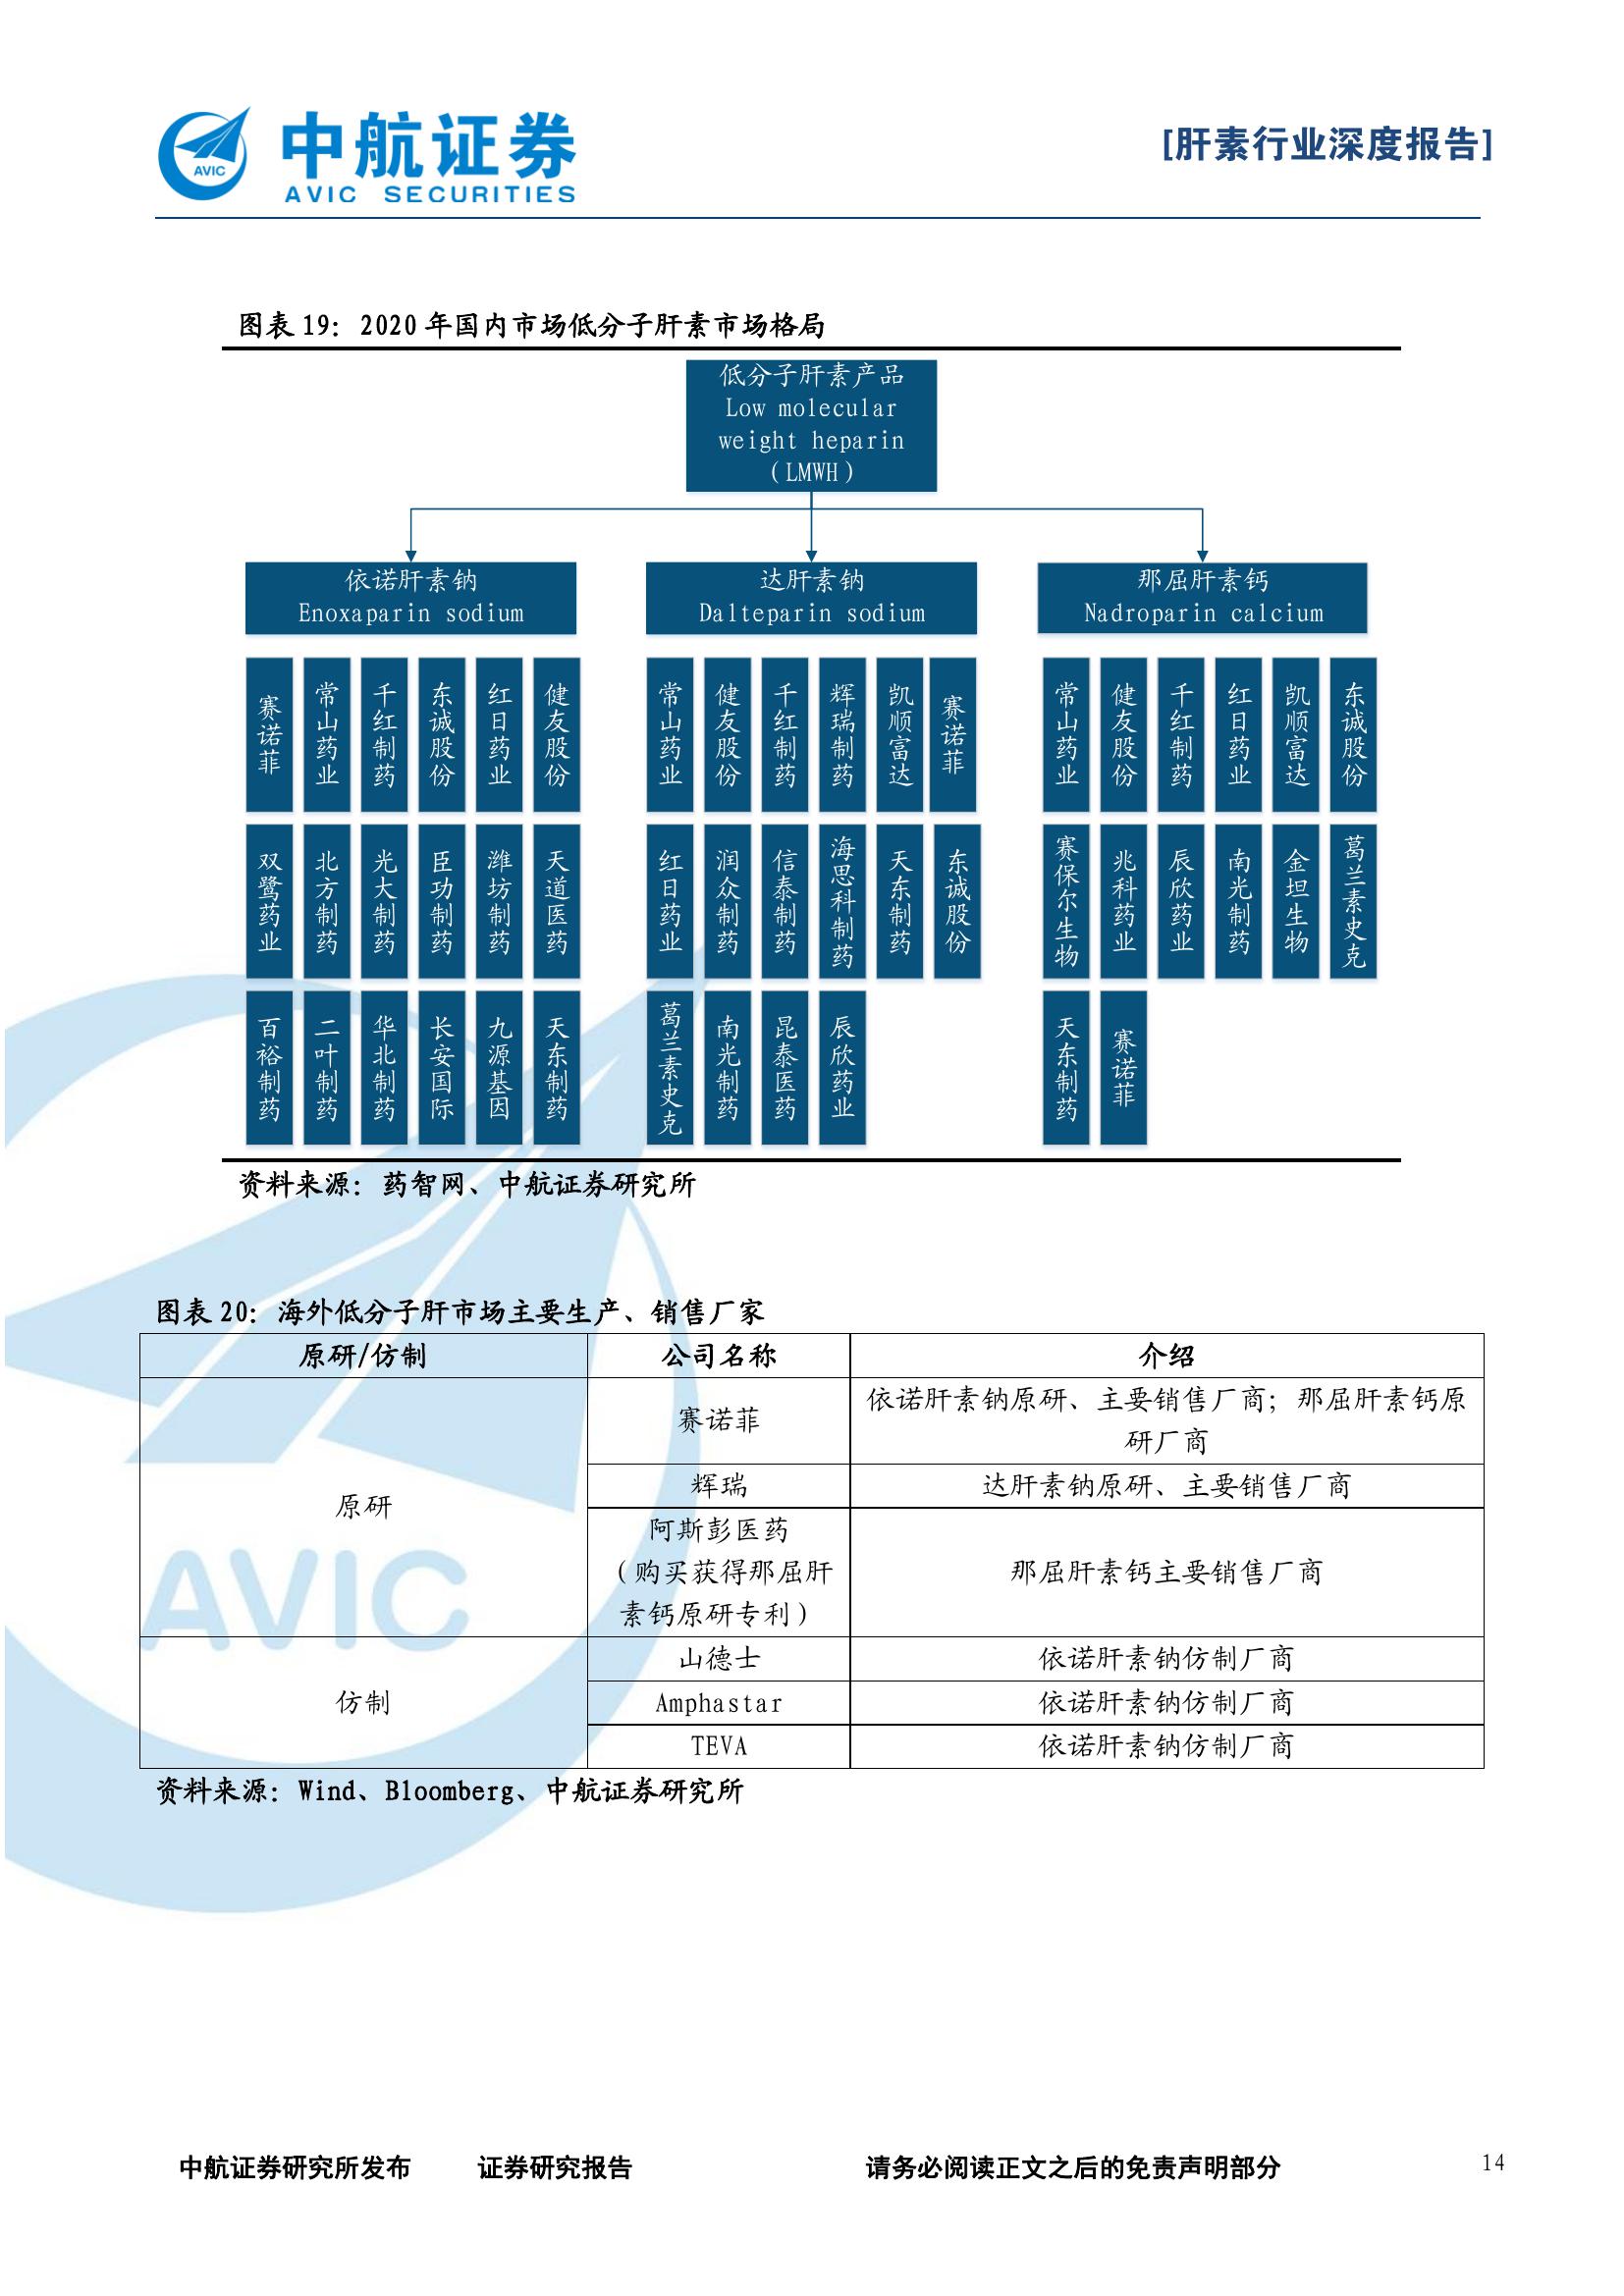 AVIC
中航证券
AVIC SECURITIES
[肝素行业深度报告]
图表 19：2020 年国内市场低分子肝素市场格局
低分子肝素产品
Low molecular
weight heparin
（LMWH）
依诺肝素钠
Enoxaparin sodium
达肝素钠
Dalteparin sodium
那屈肝素钙
Nadroparin calcium
赛诺菲
常山药业
千红制药
东诚股份
红日药业
健友股份
双鹭药业
北方制药
光大制药
臣功制药
潍坊制药
天道医药
百裕制药
二叶制药
华北制药
长安国际
九源基因
天东制药
常山药业
健友股份
千红制药
辉瑞制药
凯顺富达
赛诺菲
红日药业
润众制药
信泰制药
海思科制药
天东制药
东诚股份
葛兰素史克
南光制药
昆泰医药
辰欣药业
常山药业
健友股份
千红制药
红日药业
凯顺富达
东诚股份
赛保尔生物
兆科药业
辰欣药业
南光制药
金坦生物
葛兰素史克
天东制药
赛诺菲
资料来源：药智网、中航证券研究所
图表 20：海外低分子肝市场主要生产、销售厂家
原研/仿制 公司名称 介绍
原研
赛诺菲
依诺肝素钠原研、主要销售厂商；那屈肝素钙原
研厂商
辉瑞 达肝素钠原研、主要销售厂商
阿斯彭医药
（购买获得那屈肝
素钙原研专利）
那屈肝素钙主要销售厂商
仿制
山德士 依诺肝素钠仿制厂商
Amphastar 依诺肝素钠仿制厂商
TEVA 依诺肝素钠仿制厂商
资料来源：Wind、Bloomberg、中航证券研究所
AVIC
中航证券研究所发布 证券研究报告 请务必阅读正文之后的免责声明部分 14